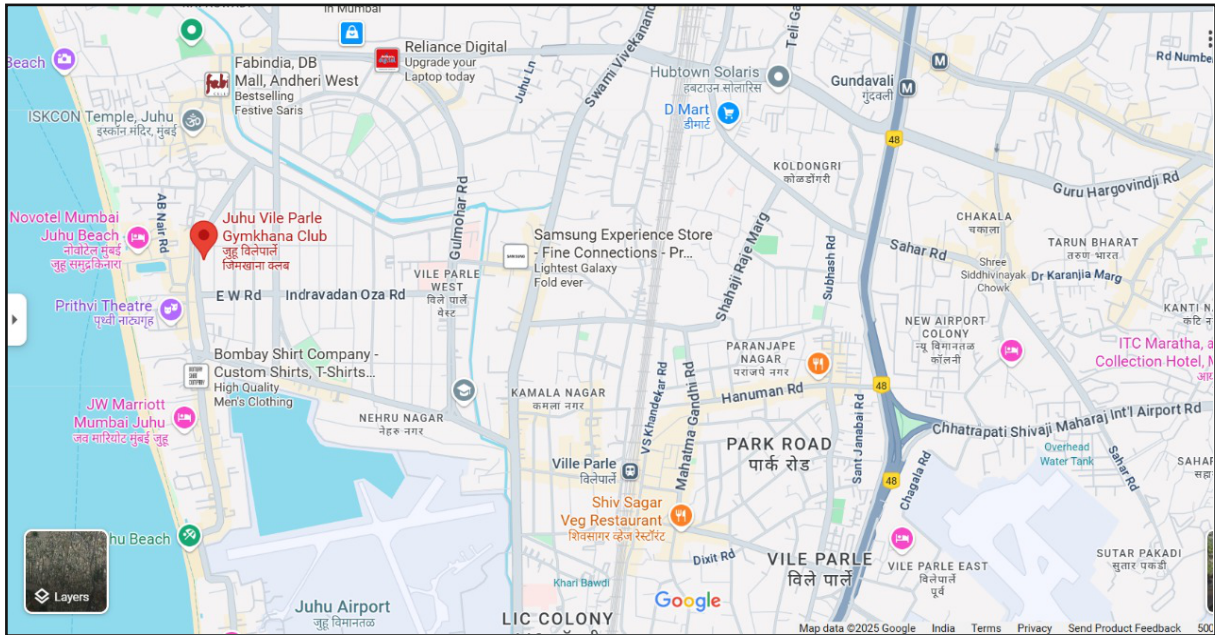 in Mumbai
Reliance Digital
Upgrade your
Laptop today
Fabindia, DB
Mall, Andheri West
Bestselling
Festive Saris
Beach
ISKCON Temple, Juhu
इस्कॉन मंदिर, मुंबई
Juhu Ln
Swami Vivekanand
Teli Ga
Hubtown Solaris
हबटाउन सोलारिस
Gundavali
गुंदवली
M
M
Rd Number
D Mart
डीमार्ट
48
KOLDONGRI
कोळडोंगरी
Guru Hargovindji Rd
AB Nair Rd
Novotel Mumbai
Juhu Beach
नोवोटेल मुंबई
जुहू समुद्रकिनारा
Juhu Vile Parle
Gymkhana Club
जुहू विलेपार्ले
जिमखाना क्लब
Gulmohar Rd
SAMSUNG
Samsung Experience Store
- Fine Connections - Pr...
Lightest Galaxy
Fold ever
Shahaji Raje Marg
Subhash Rd
Sahar Rd
CHAKALA
चकाला
TARUN BHARAT
तरुण भारत
Shree
Siddhivinayak
Chowk
Dr Karanjia Marg
VILE PARLE
WEST
विले पार्ले
वेस्ट
E W Rd
Indravadan Oza Rd
Prithvi Theatre
पृथ्वी नाट्यगृह
NEW AIRPORT
COLONY
न्यू विमानतळ
कॉलनी
KANTI N
ITC Maratha, a
Collection Hotel, M
PARANJAPE
NAGAR
पराजपे नगर
Bombay Shirt Company -
Custom Shirts, T-Shirts...
High Quality
Men's Clothing
KAMALA NAGAR
कमला नगर
V S Khandekar Rd
Mahatma Gandhi Rd
Hanuman Rd
48
JW Marriott
Mumbai Juhu
जव मारियोट मुंबई जुहू
NEHRU NAGAR
नेहरू नगर
PARK ROAD
पार्क रोड
Sant Janabai Rd
Chhatrapati Shivaji Maharaj Int'l Airport Rd
Overhead
Water Tank
Sahar Rd
SAHAR
Ville Parle
विलेपार्ले
48
Chagala Rd
Shiv Sagar
Veg Restaurant
शिवसागर व्हेज रेस्टॉरंट
hu Beach
Dixit Rd
VILE PARLE
विले पार्ले
VILE PARLE EAST
विलेपार्ले
पूर्व
SUTAR PAKADI
सुतार पकडी
Khari Bawdi
Layers
Juhu Airport
जुहू विमानतळ
LIC COLONY
Google
Map data ©2025 Google India Terms Privacy Send Product Feedback 500